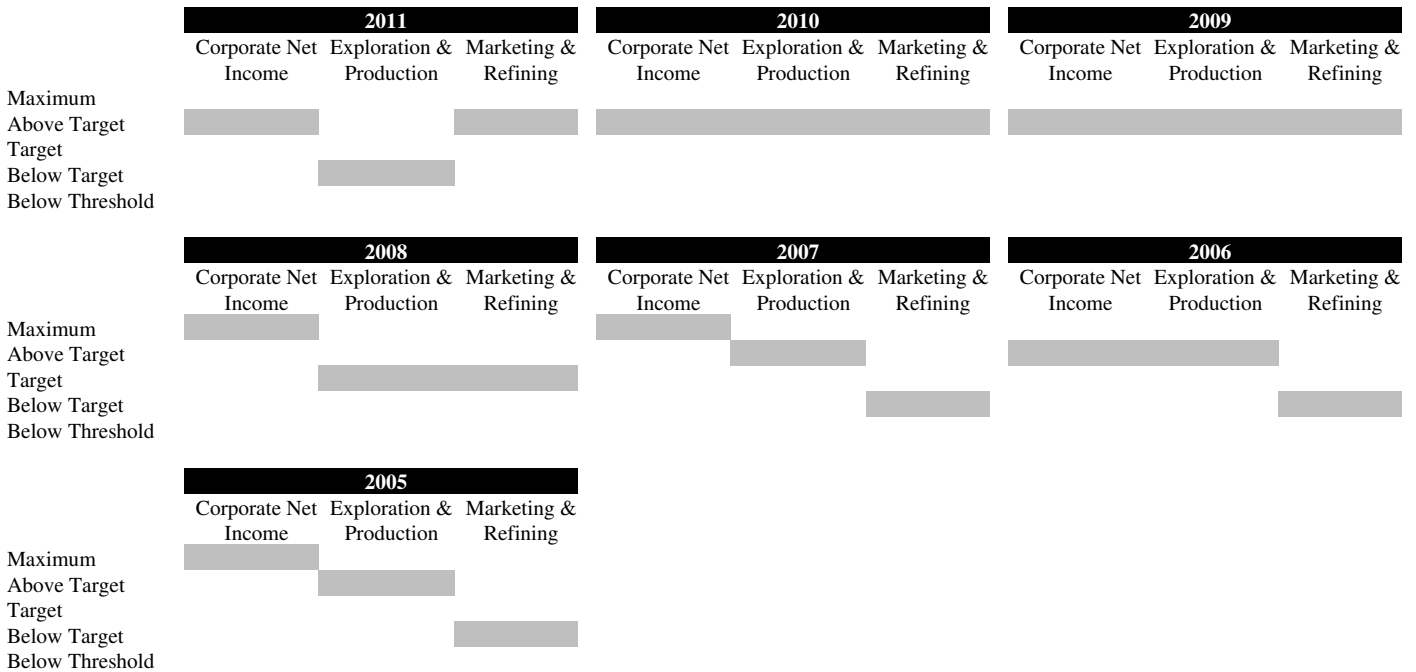 2011 2010 2009
Corporate Net Exploration & Marketing & Corporate Net Exploration & Marketing & Corporate Net Exploration & Marketing &
Income Production Refining Income Production Refining Income Production Refining
Maximum
Above Target
Target
Below Target
Below Threshold
2008 2007 2006
Corporate Net Exploration & Marketing & Corporate Net Exploration & Marketing & Corporate Net Exploration & Marketing &
Income Production Refining Income Production Refining Income Production Refining
Maximum
Above Target
Target
Below Target
Below Threshold
2005
Corporate Net Exploration & Marketing &
Income Production Refining
Maximum
Above Target
Target
Below Target
Below Threshold